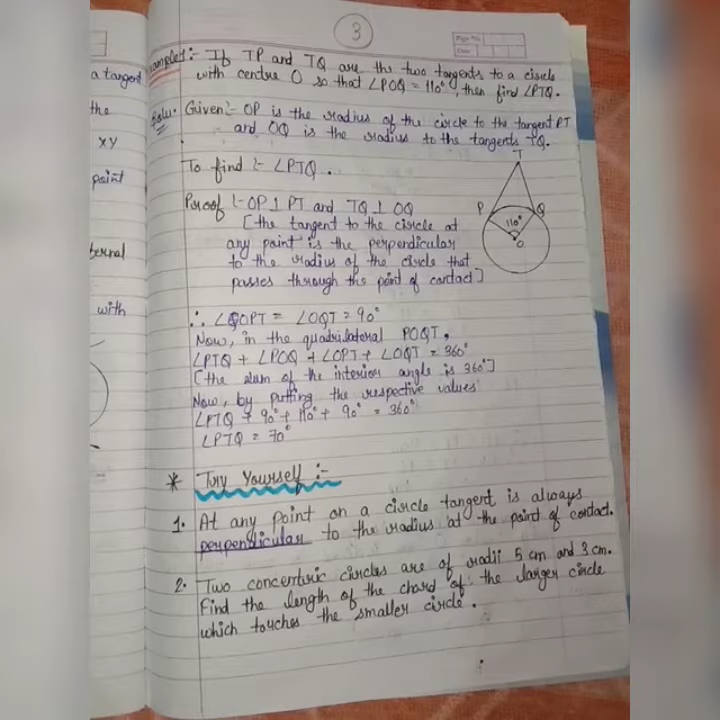 3
Page No.
Date
Example:- If TP and TQ are the two tangents to a circle
with centre O so that ∠POQ = 110°, then find ∠PTQ.
Solu. Given:- OP is the radius of the circle to the tangent PT
and OQ is the radius to the tangents TQ.
To find :- ∠PTQ.
Proof :- OP ⊥ PT and TQ ⊥ OQ
[the tangent to the circle at
any point is the perpendicular
to the radius of the circle that
passes through the point of contact]
T
P
Q
110°
O
∴ ∠OPT = ∠OQT = 90°
Now, in the quadrilateral POQT,
∠PTQ + ∠POQ + ∠OPT + ∠OQT = 360°
[the sum of the interior angle is 360°]
Now, by putting the respective values
∠PTQ + 90° + 110° + 90° = 360°
∠PTQ = 70°
* Try Yourself :-
1. At any point on a circle tangent is always
perpendicular to the radius at the point of contact.
2. Two concentric circles are of radii 5 cm and 3 cm.
Find the length of the chord of the larger circle
which touches the smaller circle.
a tangent
the
XY
point
with